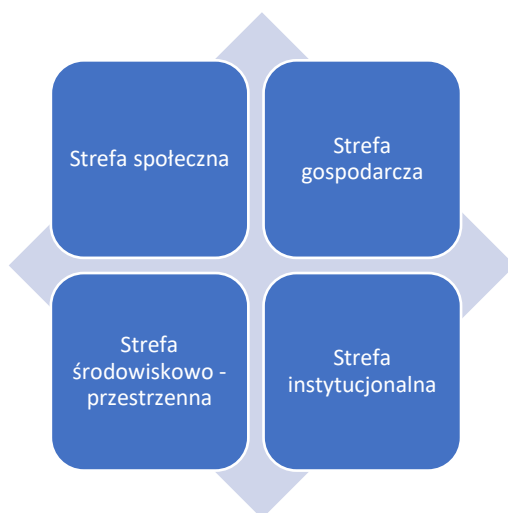 Strefa społeczna
Strefa
gospodarcza
Strefa
środowiskowo -
przestrzenna
Strefa
instytucjonalna